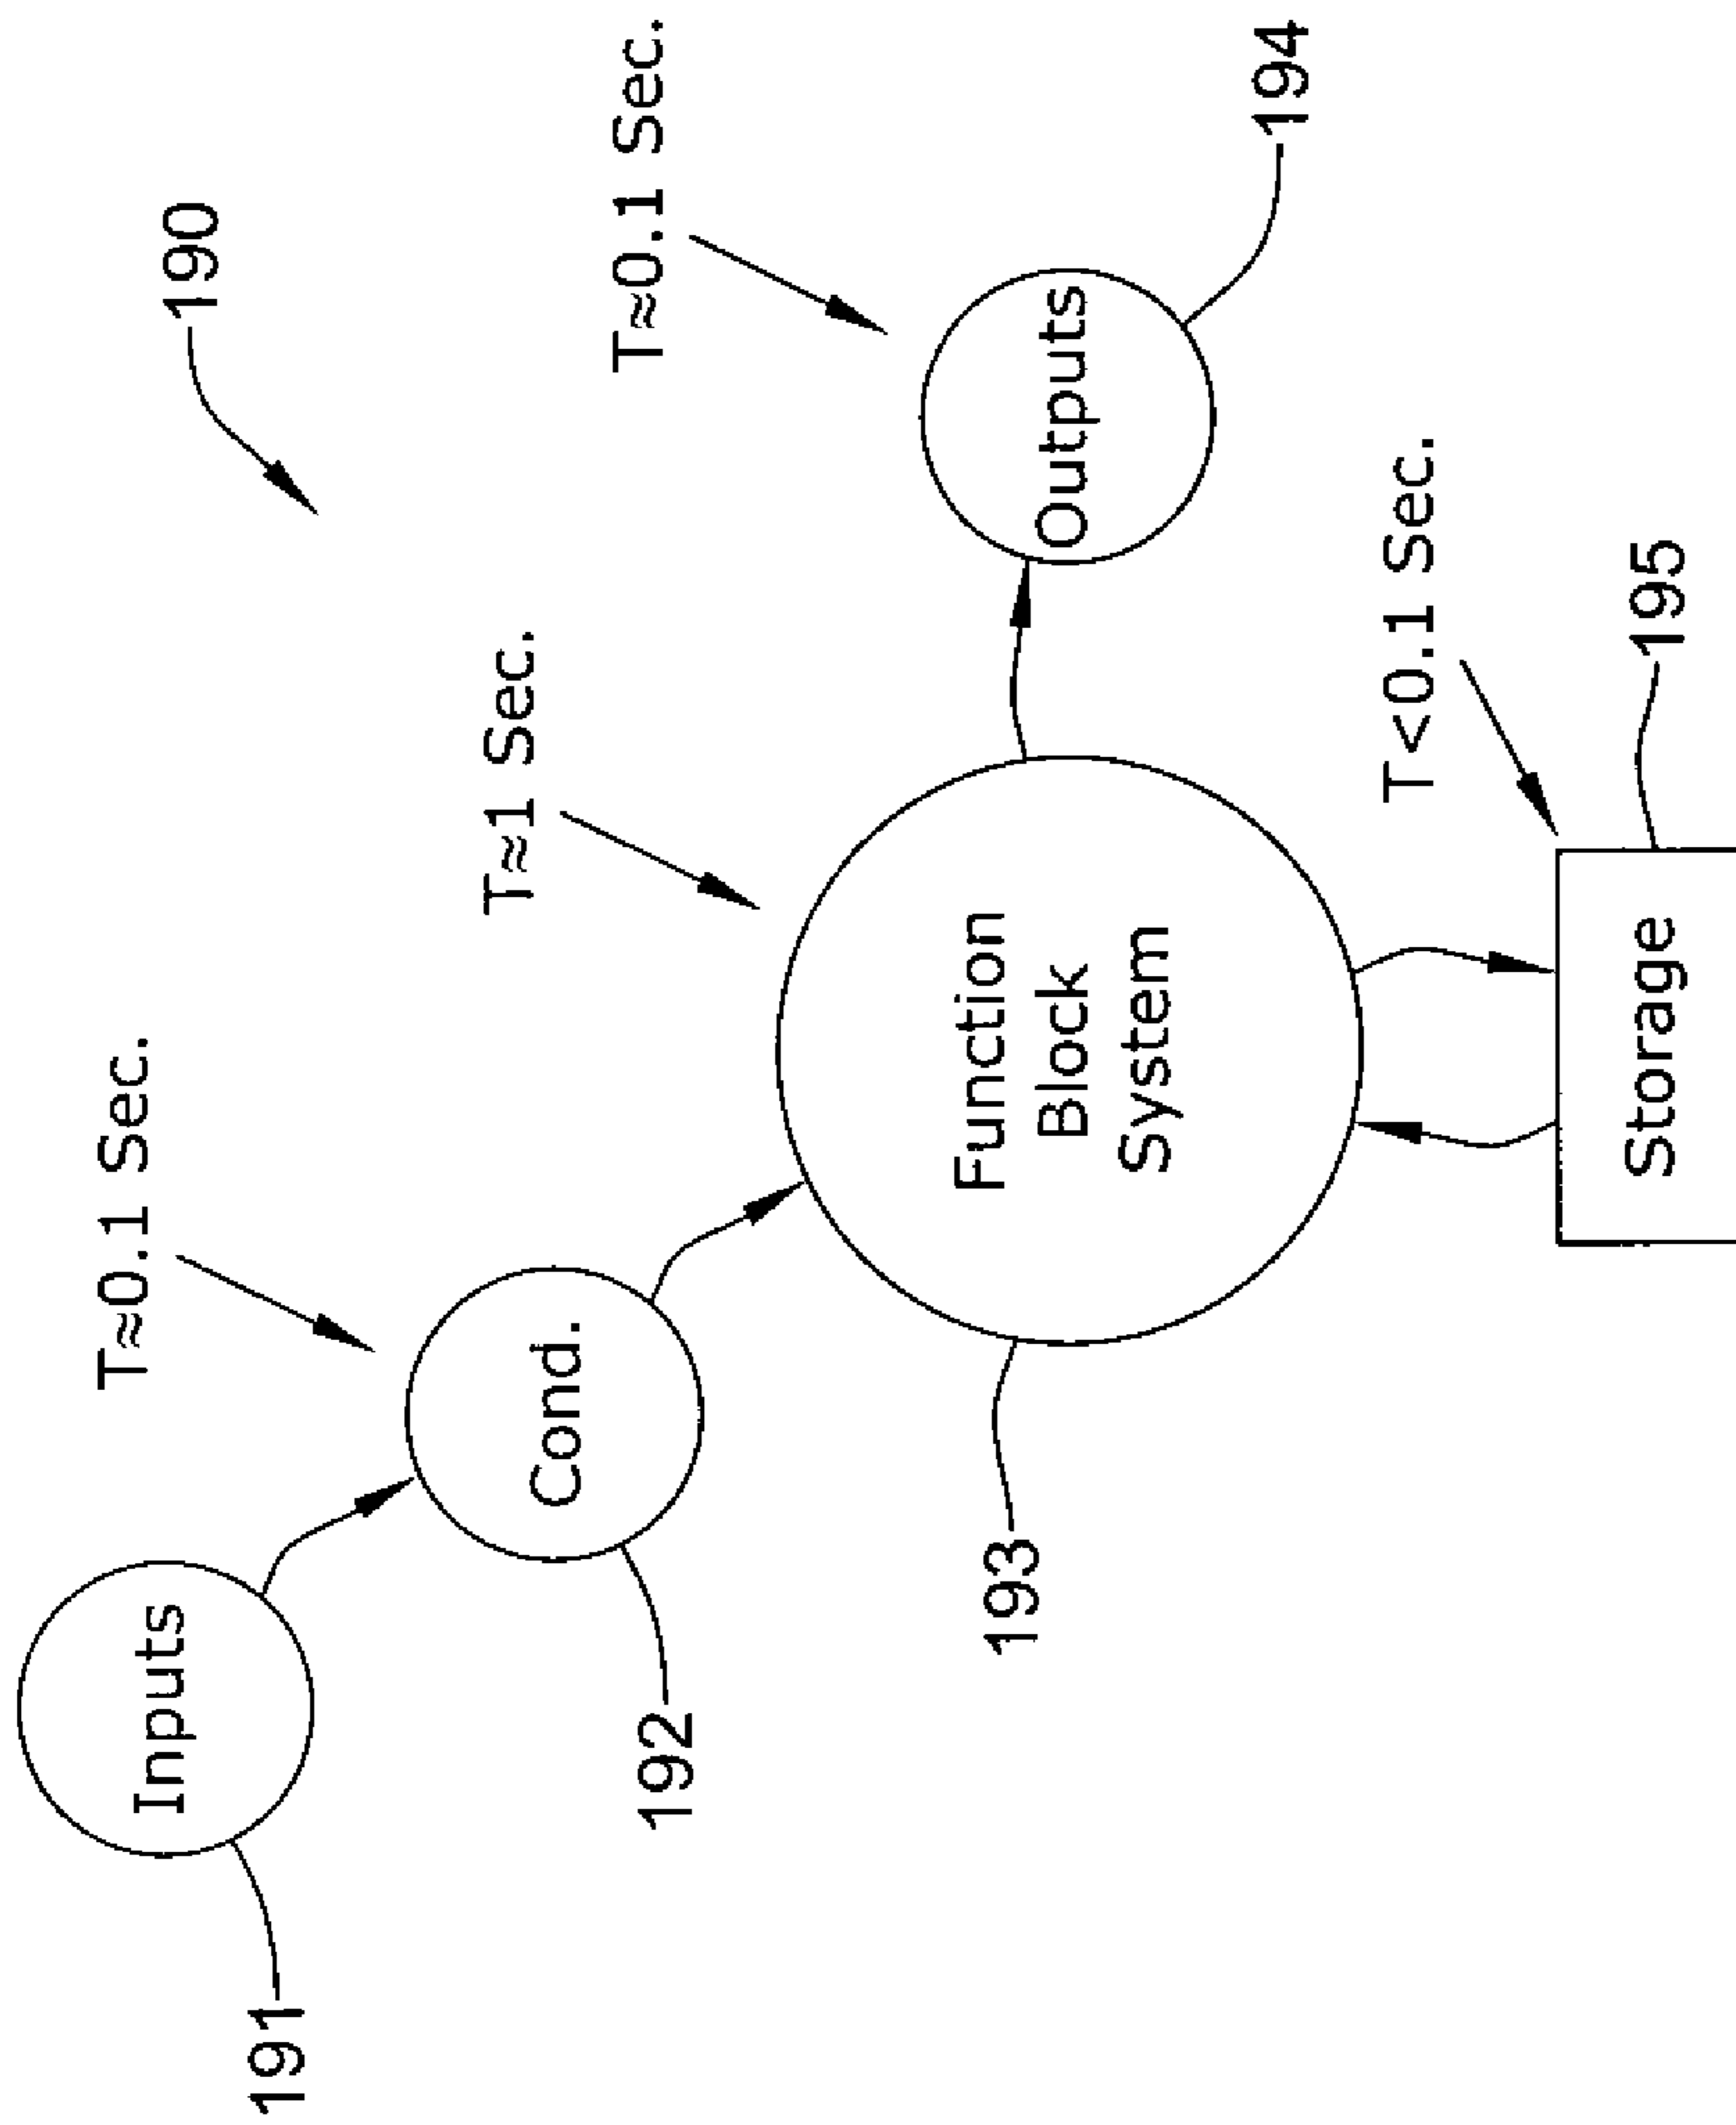 190
Inputs
191
T≈0.1 Sec.
Cond.
192
T≈1 Sec.
Function
Block
System
193
T≈0.1 Sec.
Outputs
194
T<0.1 Sec.
Storage
195